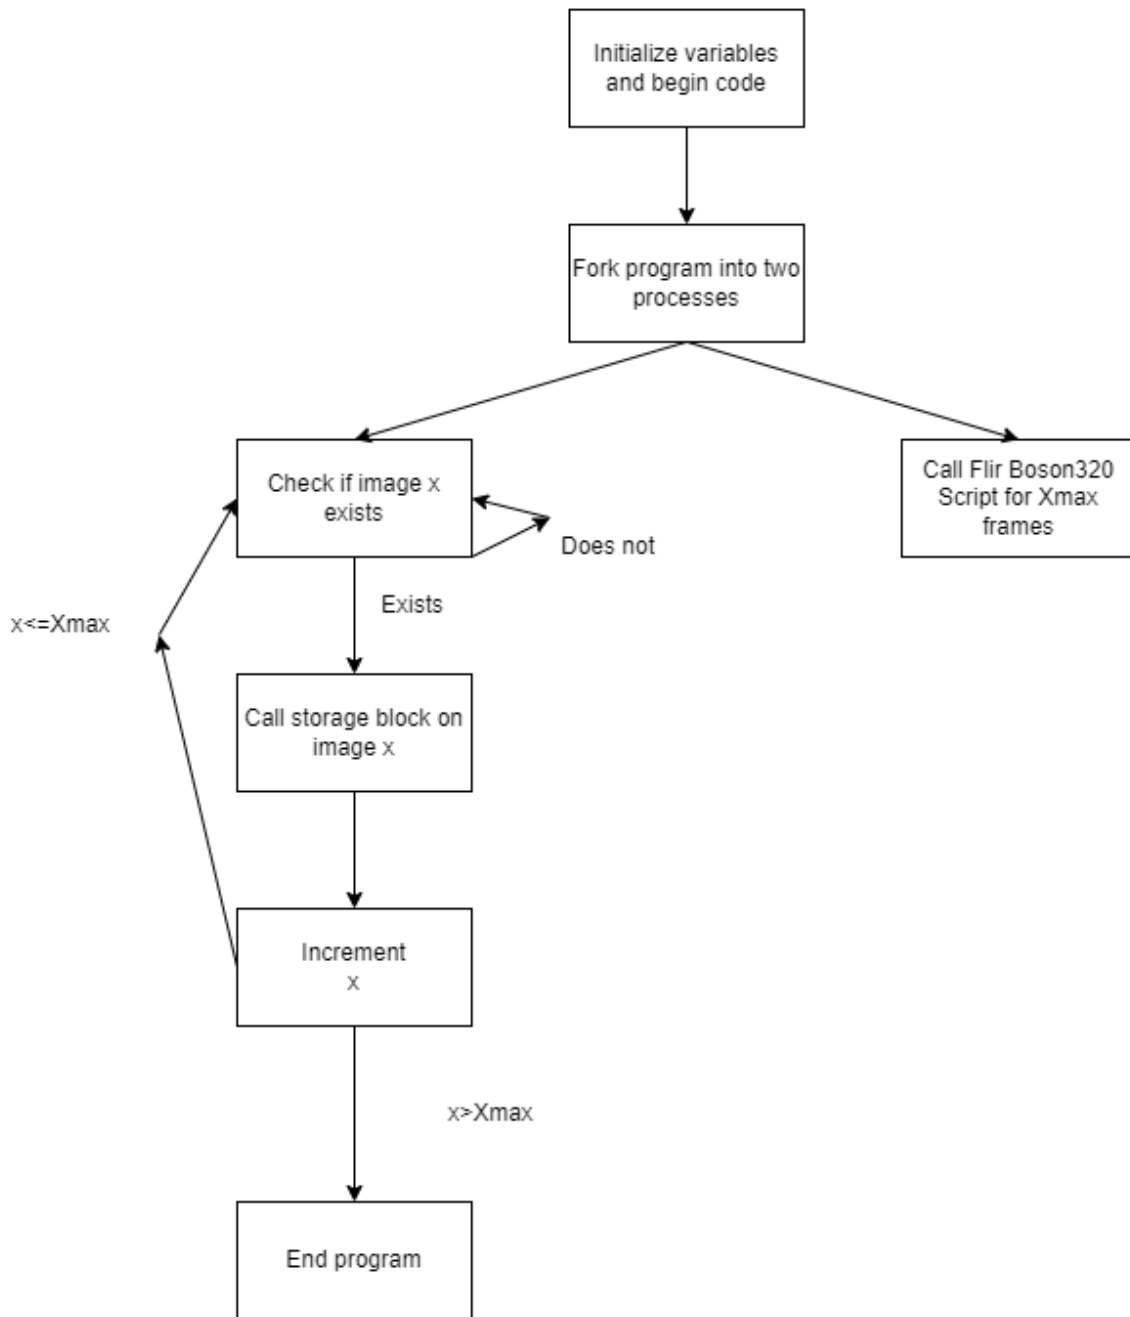 Initialize variables
and begin code
Fork program into two
processes
Check if image x
exists
Call Flir Boson320
Script for Xmax
frames
Does not
Exists
x<=Xmax
Call storage block on
image x
Increment
x
x>Xmax
End program